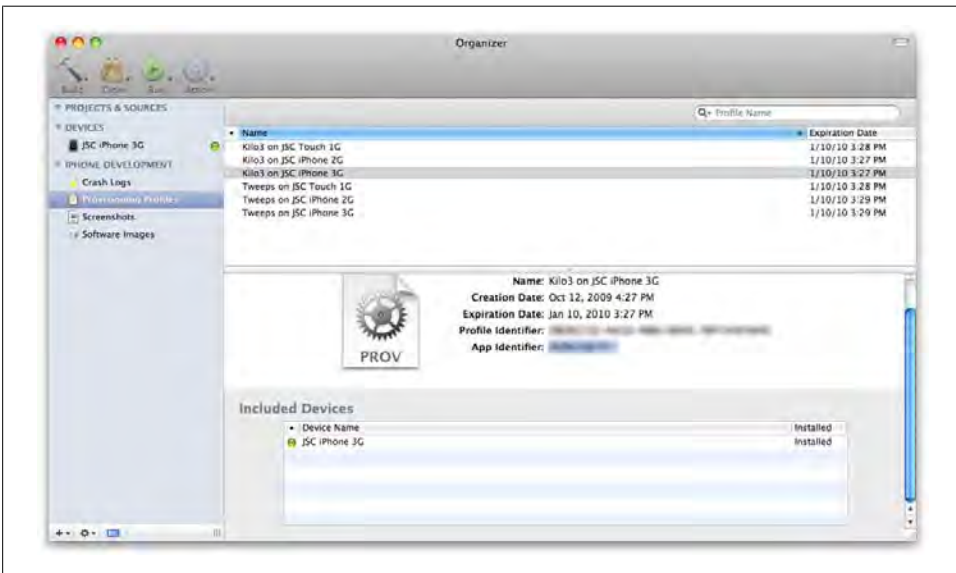 Organizer
Build Clean Run Action
PROJECTS & SOURCES
DEVICES
JSC iPhone 3G
IPHONE DEVELOPMENT
Crash Logs
Provisioning Profiles
Screenshots
Software Images
Profile Name
Name Expiration Date
Kilo3 on JSC Touch 1G 1/10/10 3:28 PM
Kilo3 on JSC iPhone 2G 1/10/10 3:27 PM
Kilo3 on JSC iPhone 3G 1/10/10 3:27 PM
Tweeps on JSC Touch 1G 1/10/10 3:28 PM
Tweeps on JSC iPhone 2G 1/10/10 3:29 PM
Tweeps on JSC iPhone 3G 1/10/10 3:29 PM
PROV
Name: Kilo3 on JSC iPhone 3G
Creation Date: Oct 12, 2009 4:27 PM
Expiration Date: Jan 10, 2010 3:27 PM
Profile Identifier:
App Identifier:
Included Devices
Device Name Installed
JSC iPhone 3G Installed